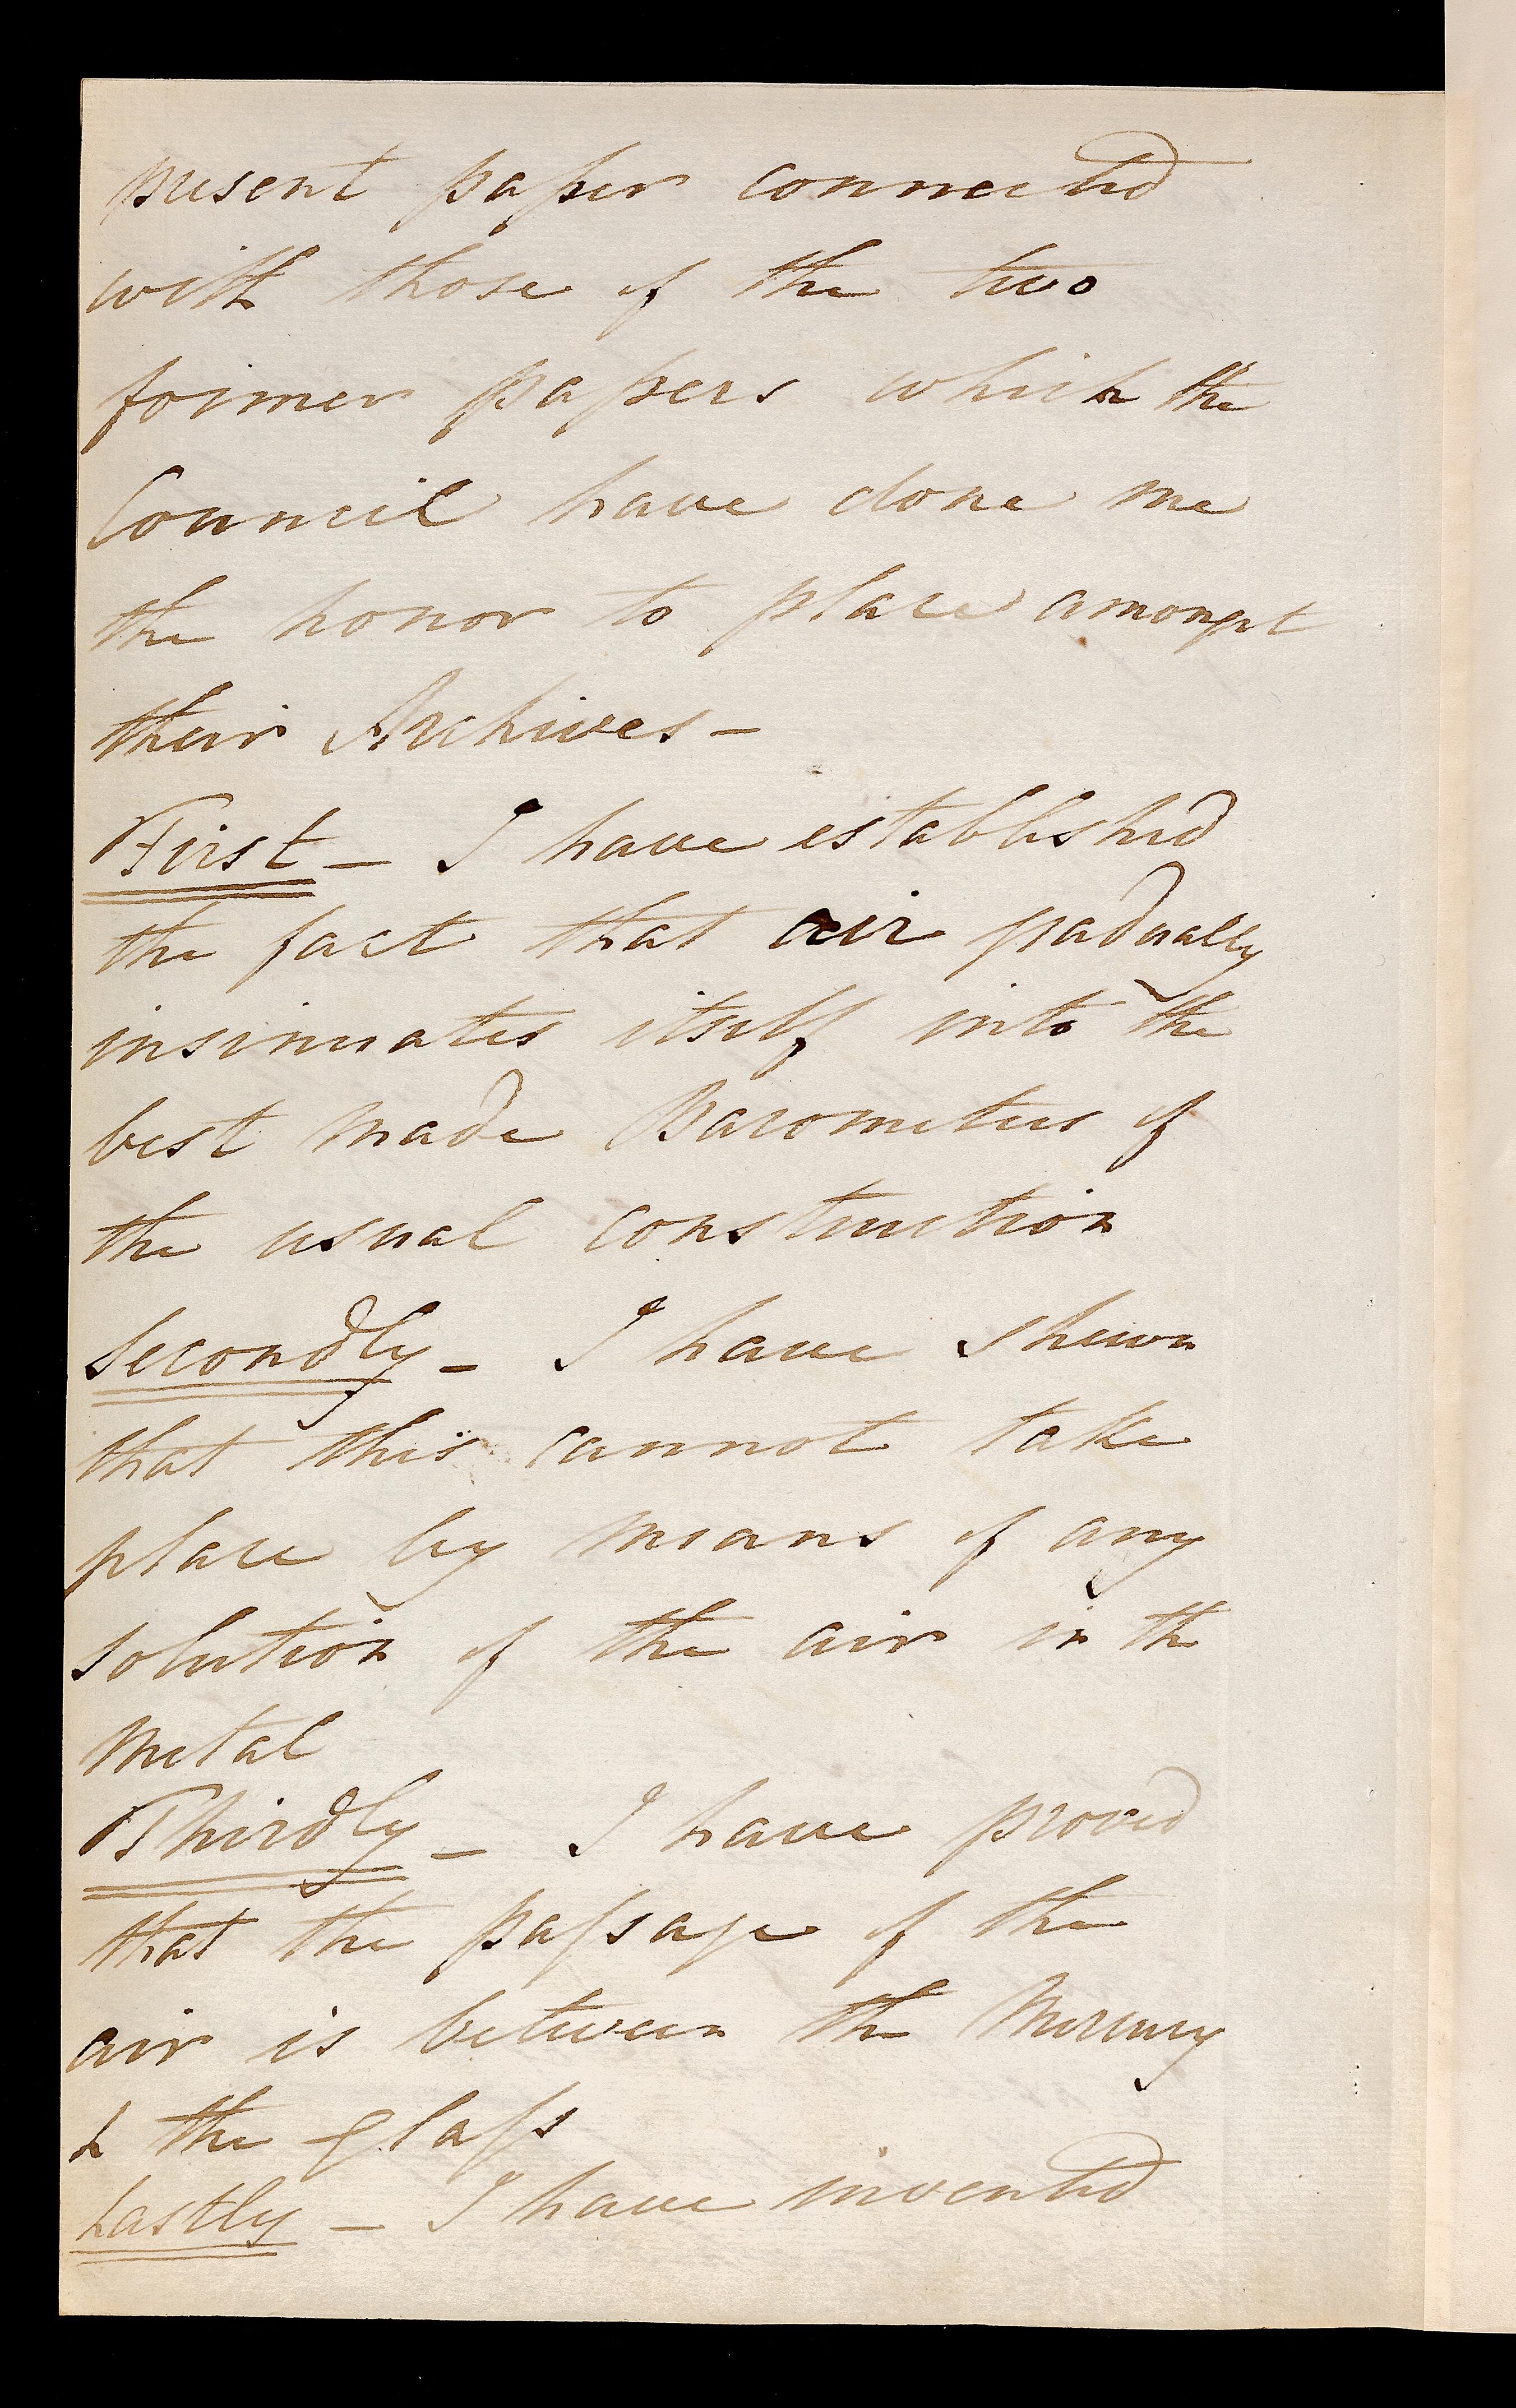 present paper connected
with those of the two
former papers which the
Council have done me
the honor to place amongst
their Archives -
First - I have established
the fact that air gradually
insinuates itself into the
best made Barometers of
the usual construction
Secondly - I have shewn
that this cannot take
place by means of any
solution of the air in the
Metal
Thirdly - I have proved
that the paſsage of the
air is between the Mercury
& the glaſs
Lastly - I have invented